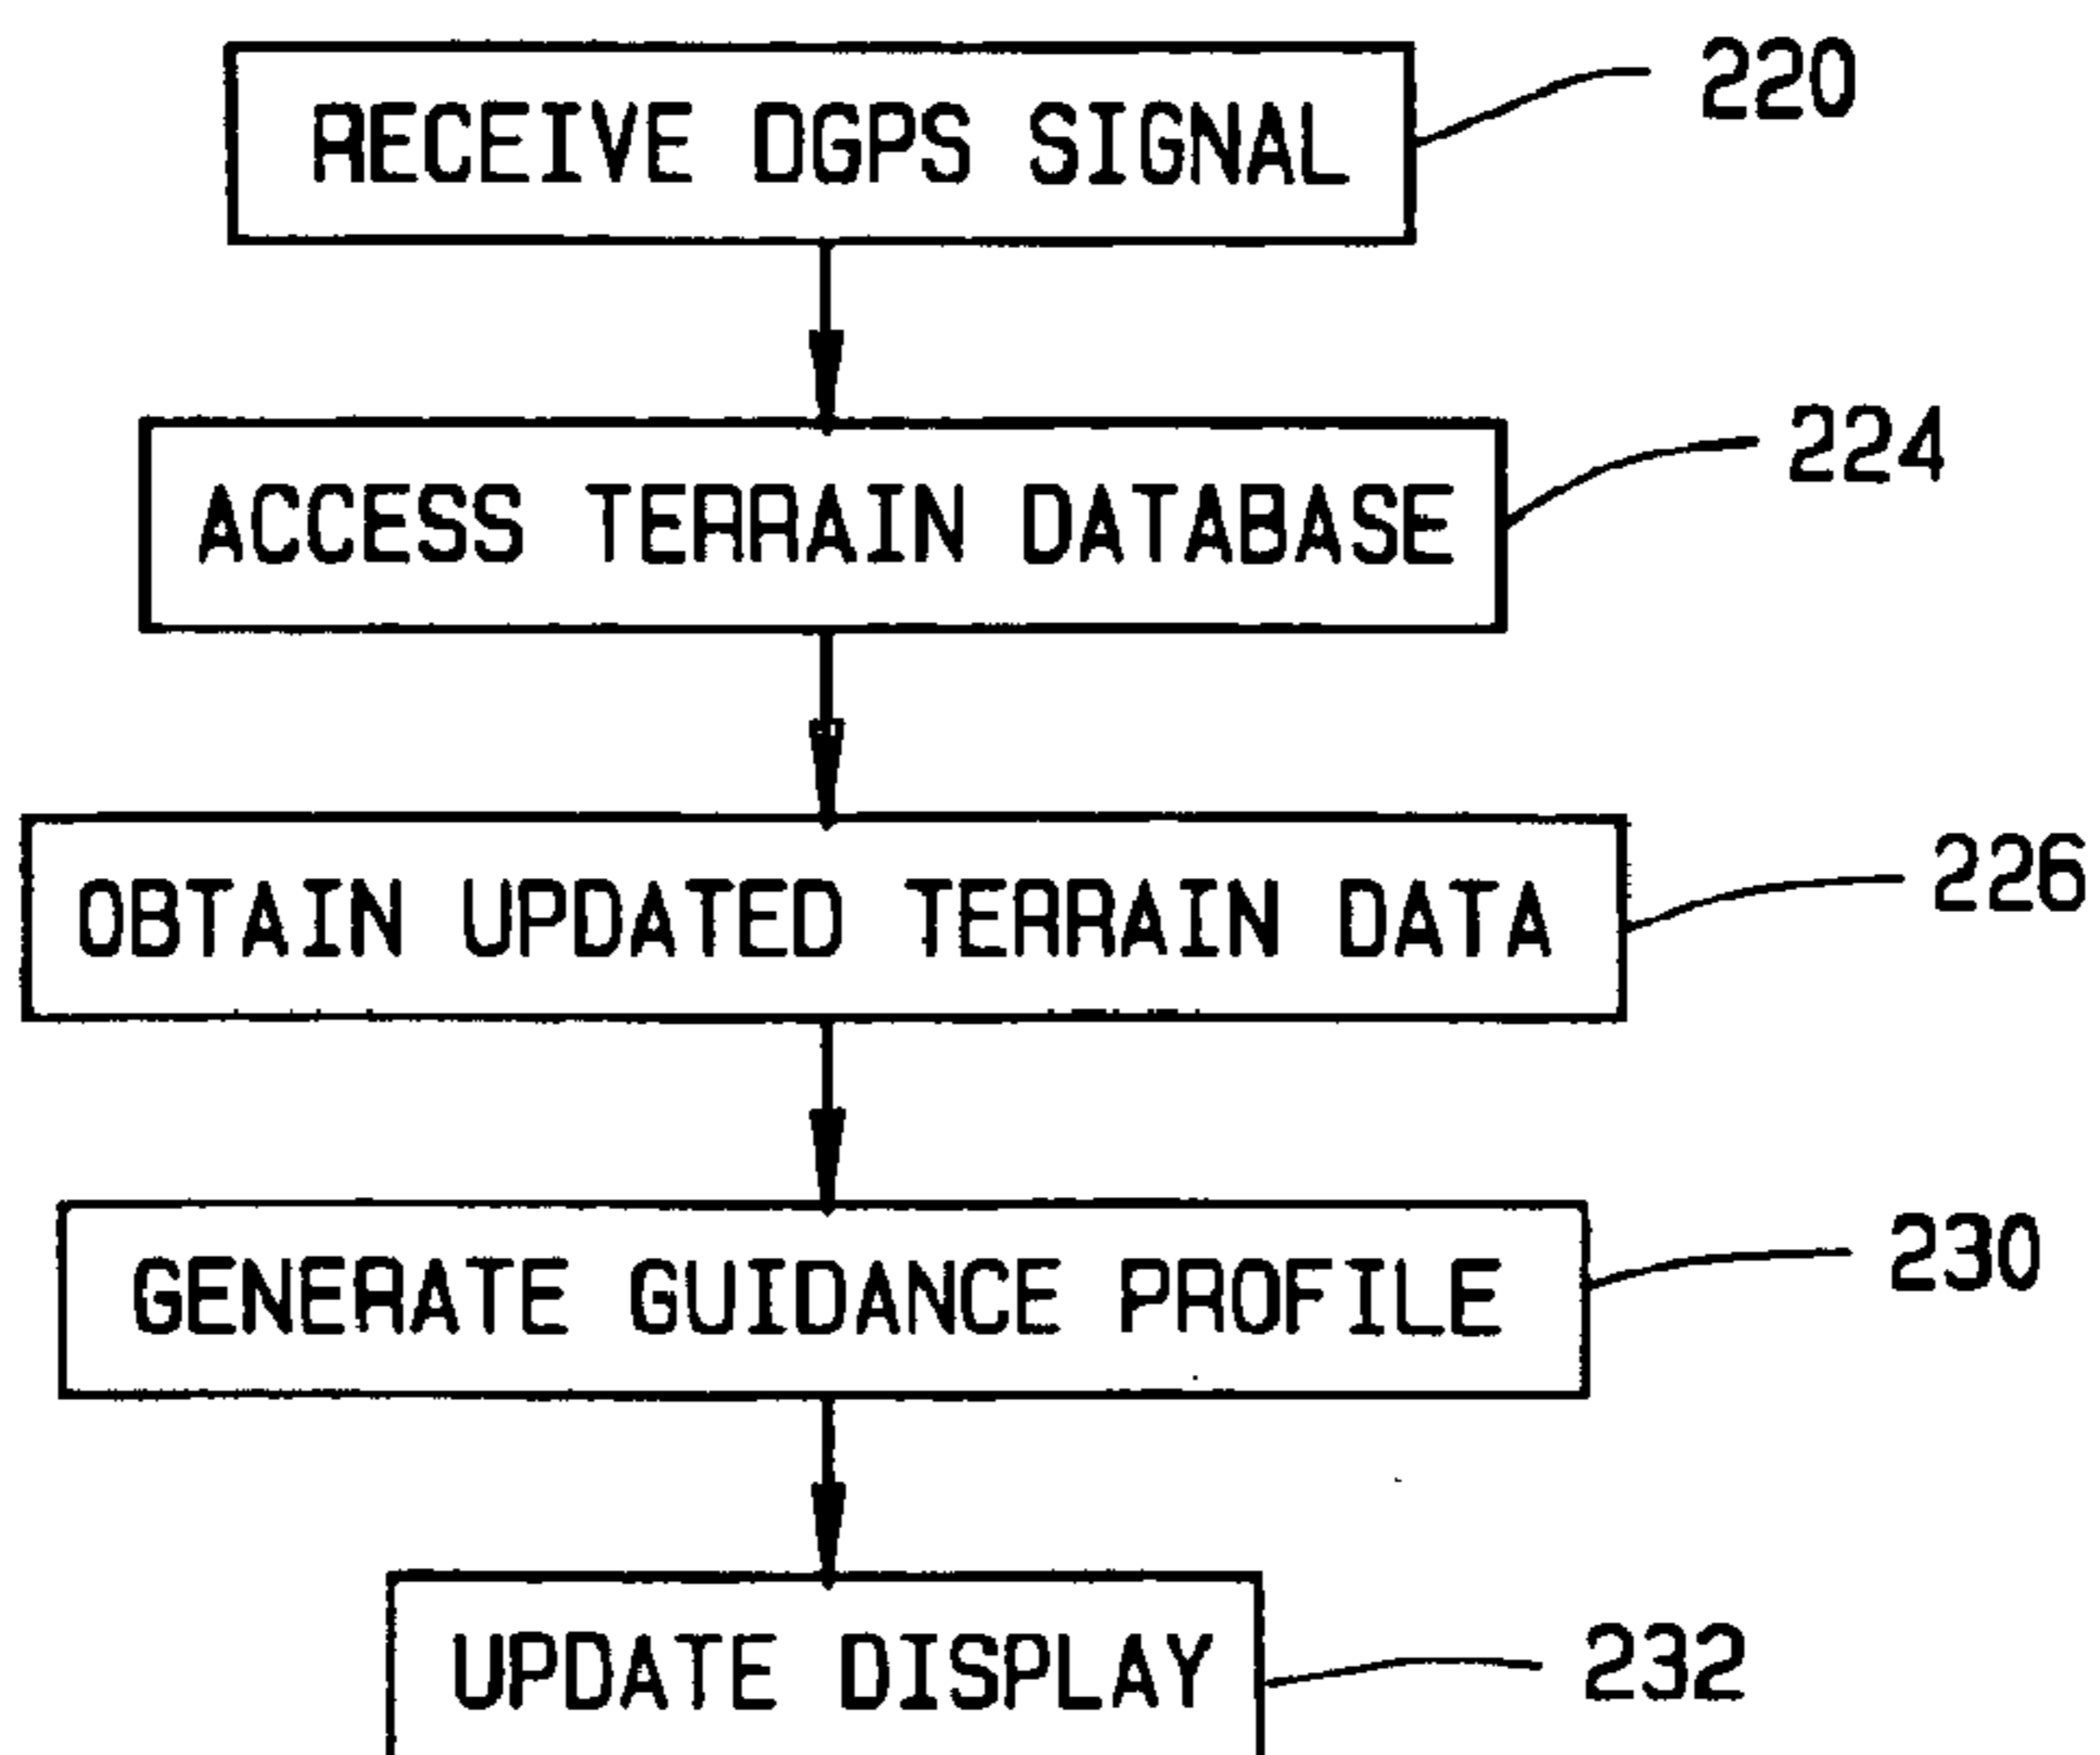 RECEIVE DGPS SIGNAL
220
ACCESS TERRAIN DATABASE
224
OBTAIN UPDATED TERRAIN DATA
226
GENERATE GUIDANCE PROFILE
230
UPDATE DISPLAY
232